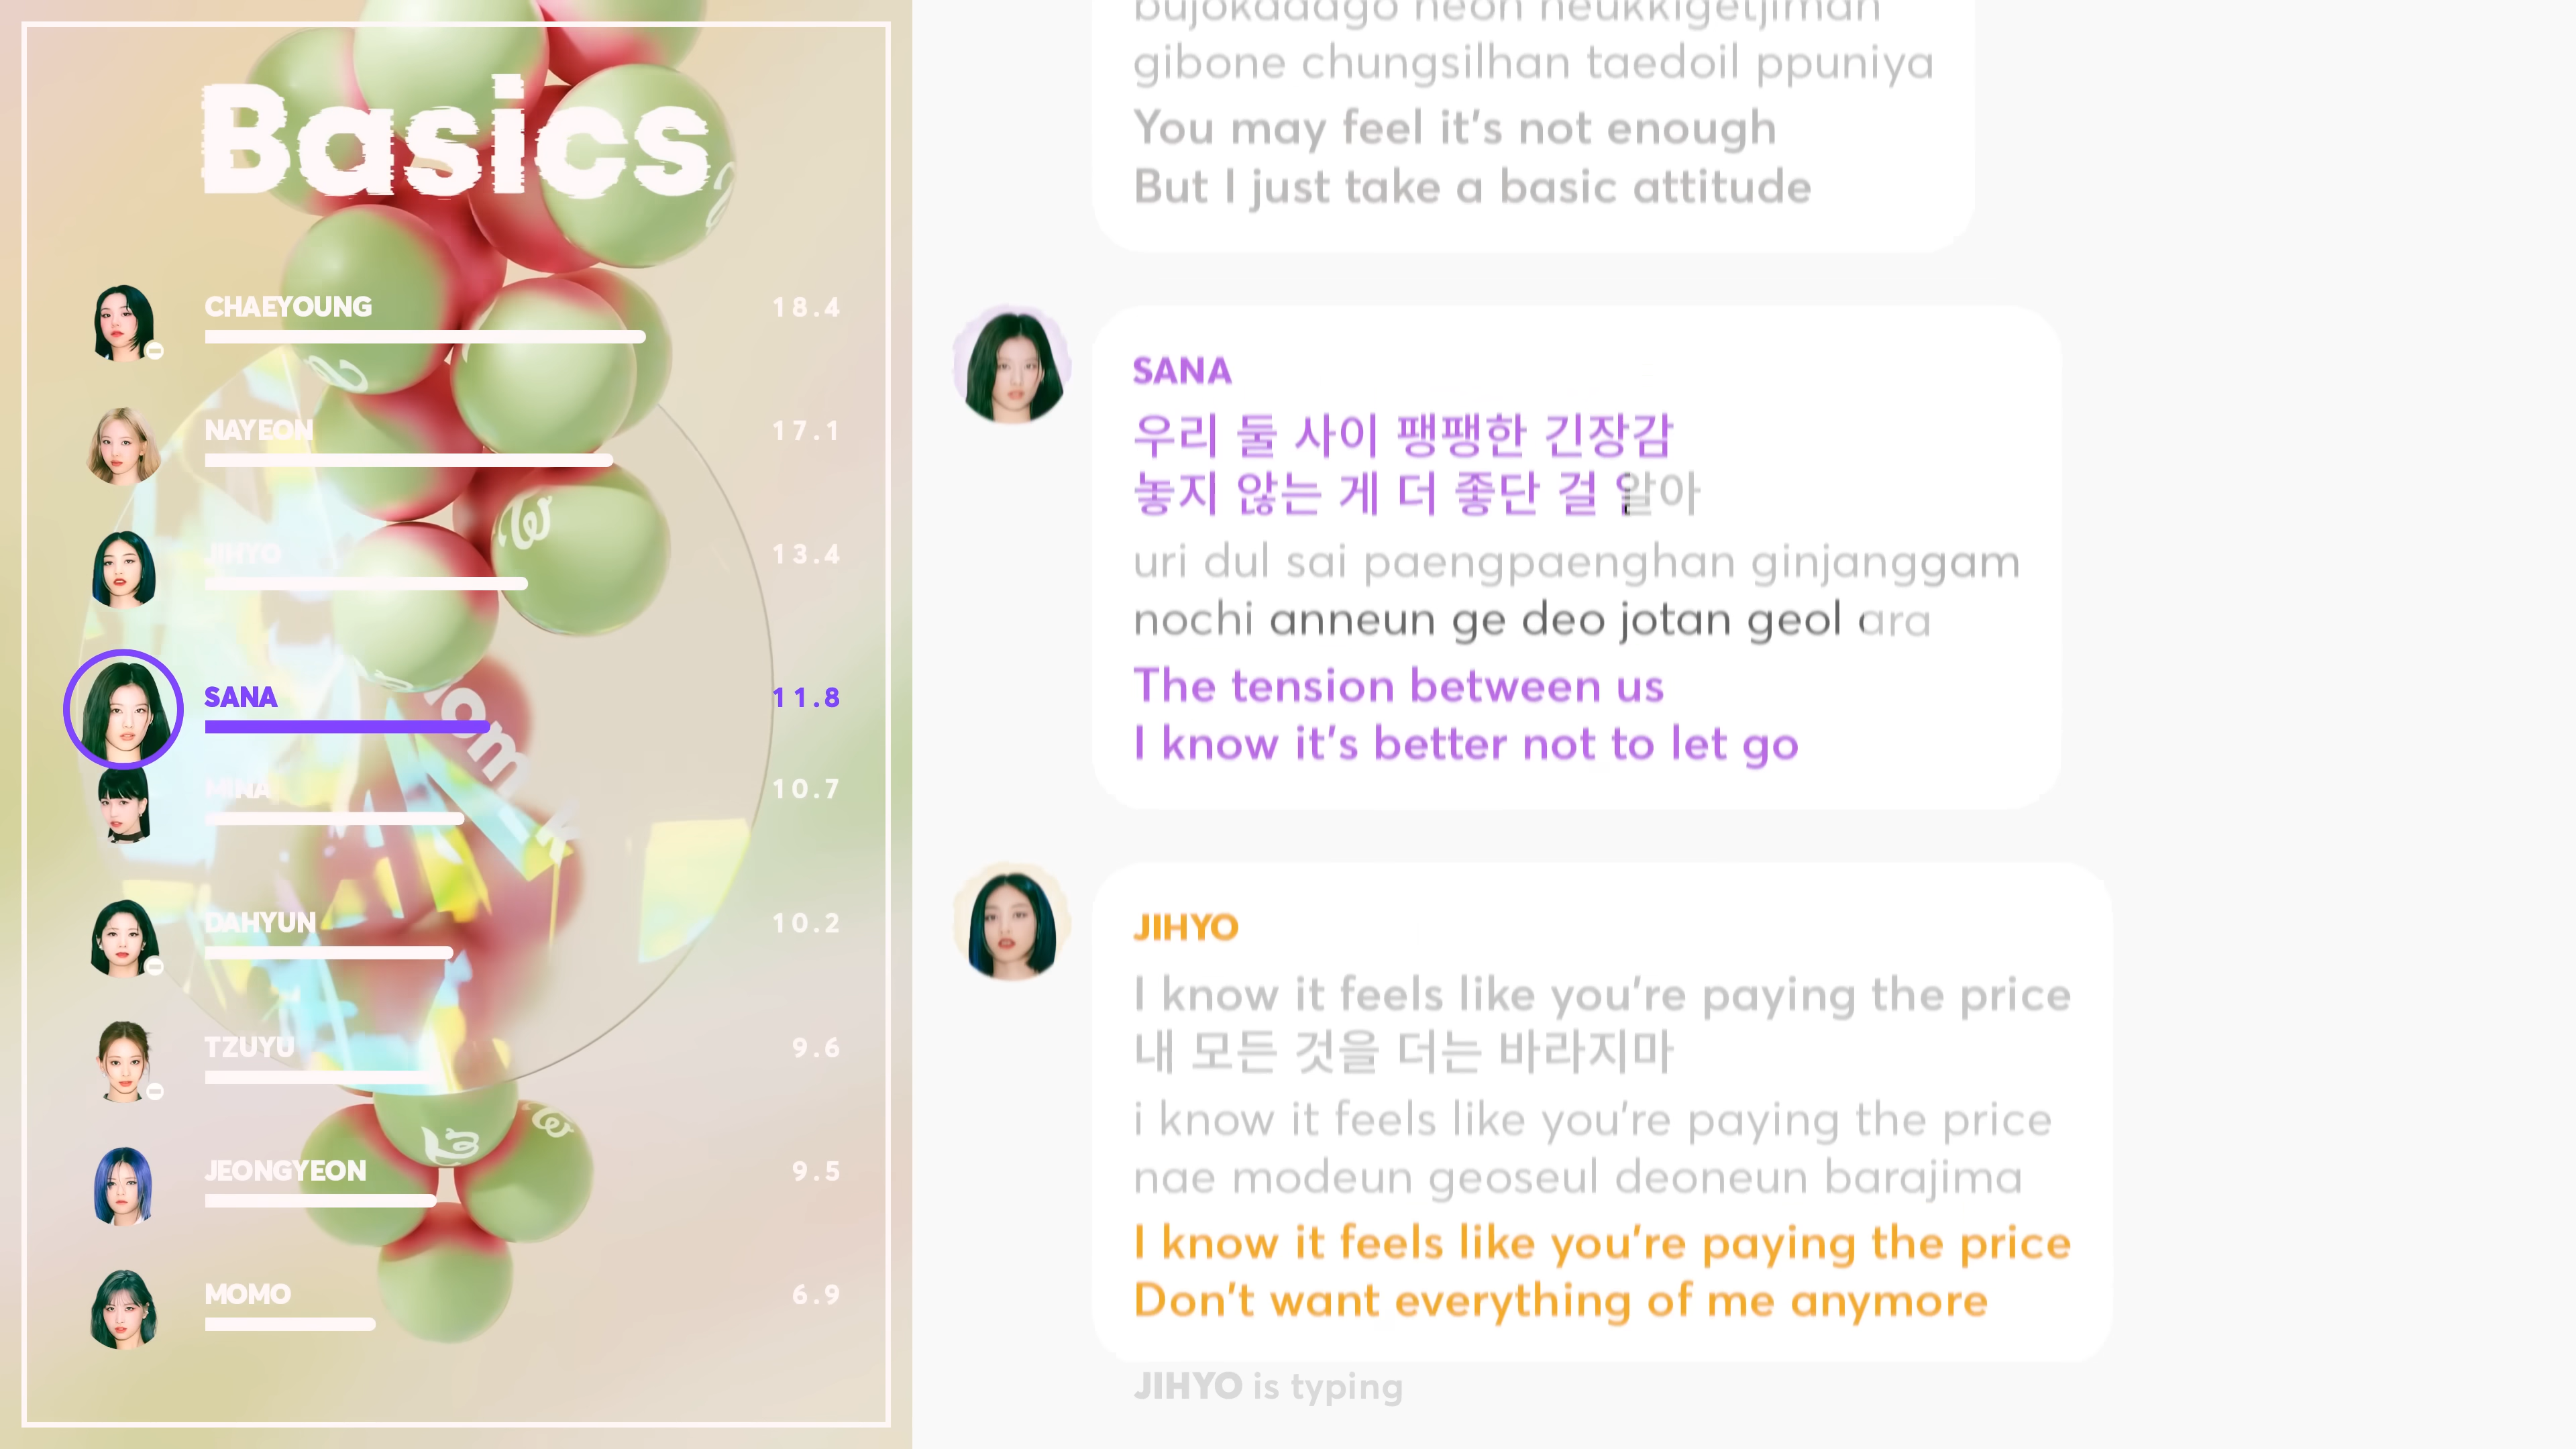 Basics
CHAEYOUNG 18.4
NAYEON 17.1
JIHYO 13.4
SANA 11.8
MINA 10.7
DAHYUN 10.2
TZUYU 9.6
JEONGYEON 9.5
MOMO 6.9
bujokadago neon neukkigetjiman
gibone chungsilhan taedoil ppuniya
You may feel it's not enough
But I just take a basic attitude
SANA
우리 둘 사이 팽팽한 긴장감
놓지 않는 게 더 좋단 걸 알아
uri dul sai paengpaenghan ginjanggam
nochi anneun ge deo jotan geol ara
The tension between us
I know it's better not to let go
JIHYO
I know it feels like you're paying the price
내 모든 것을 더는 바라지마
i know it feels like you're paying the price
nae modeun geoseul deoneun barajima
I know it feels like you're paying the price
Don't want everything of me anymore
JIHYO is typing